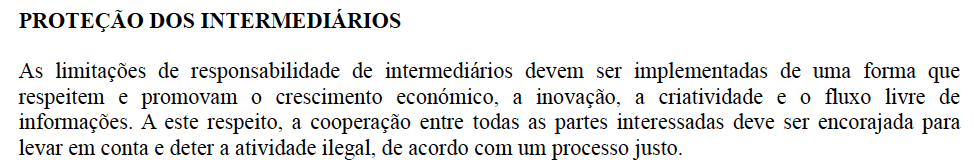 PROTEÇÃO DOS INTERMEDIÁRIOS
As limitações de responsabilidade de intermediários devem ser implementadas de uma forma que
respeitem e promovam o crescimento económico, a inovação, a criatividade e o fluxo livre de
informações. A este respeito, a cooperação entre todas as partes interessadas deve ser encorajada para
levar em conta e deter a atividade ilegal, de acordo com um processo justo.